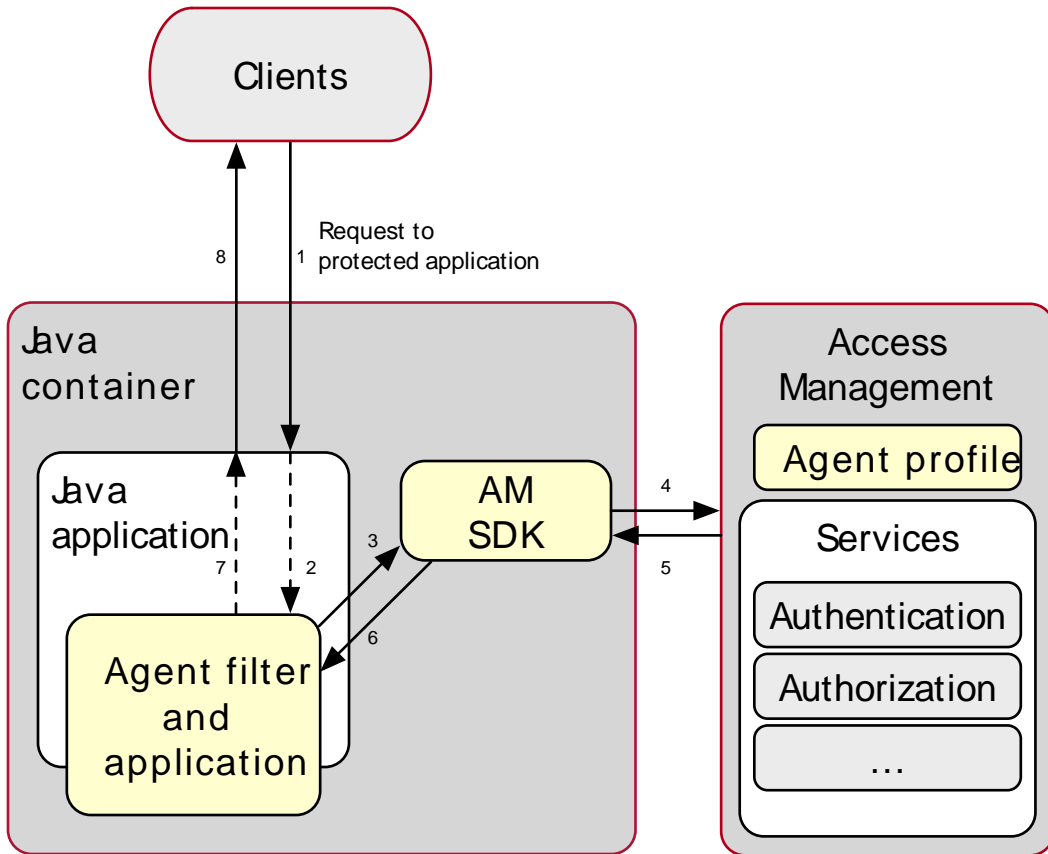 Clients
8
1
Request to
protected application
Java
container
Java
application
7
2
3
AM
SDK
4
5
6
Agent filter
and
application
Access
Management
Agent profile
Services
Authentication
Authorization
...